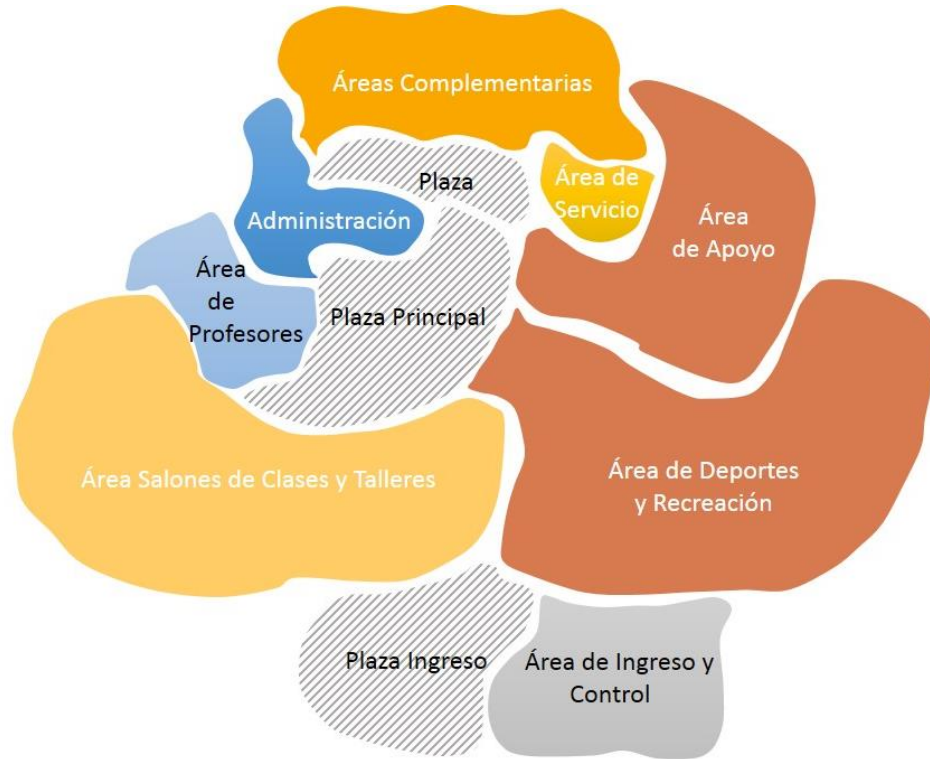 Áreas Complementarias
Plaza
Área de
Servicio
Área
de Apoyo
Administración
Área
de
Profesores
Plaza Principal
Área Salones de Clases y Talleres
Área de Deportes
y Recreación
Plaza Ingreso
Área de Ingreso y
Control